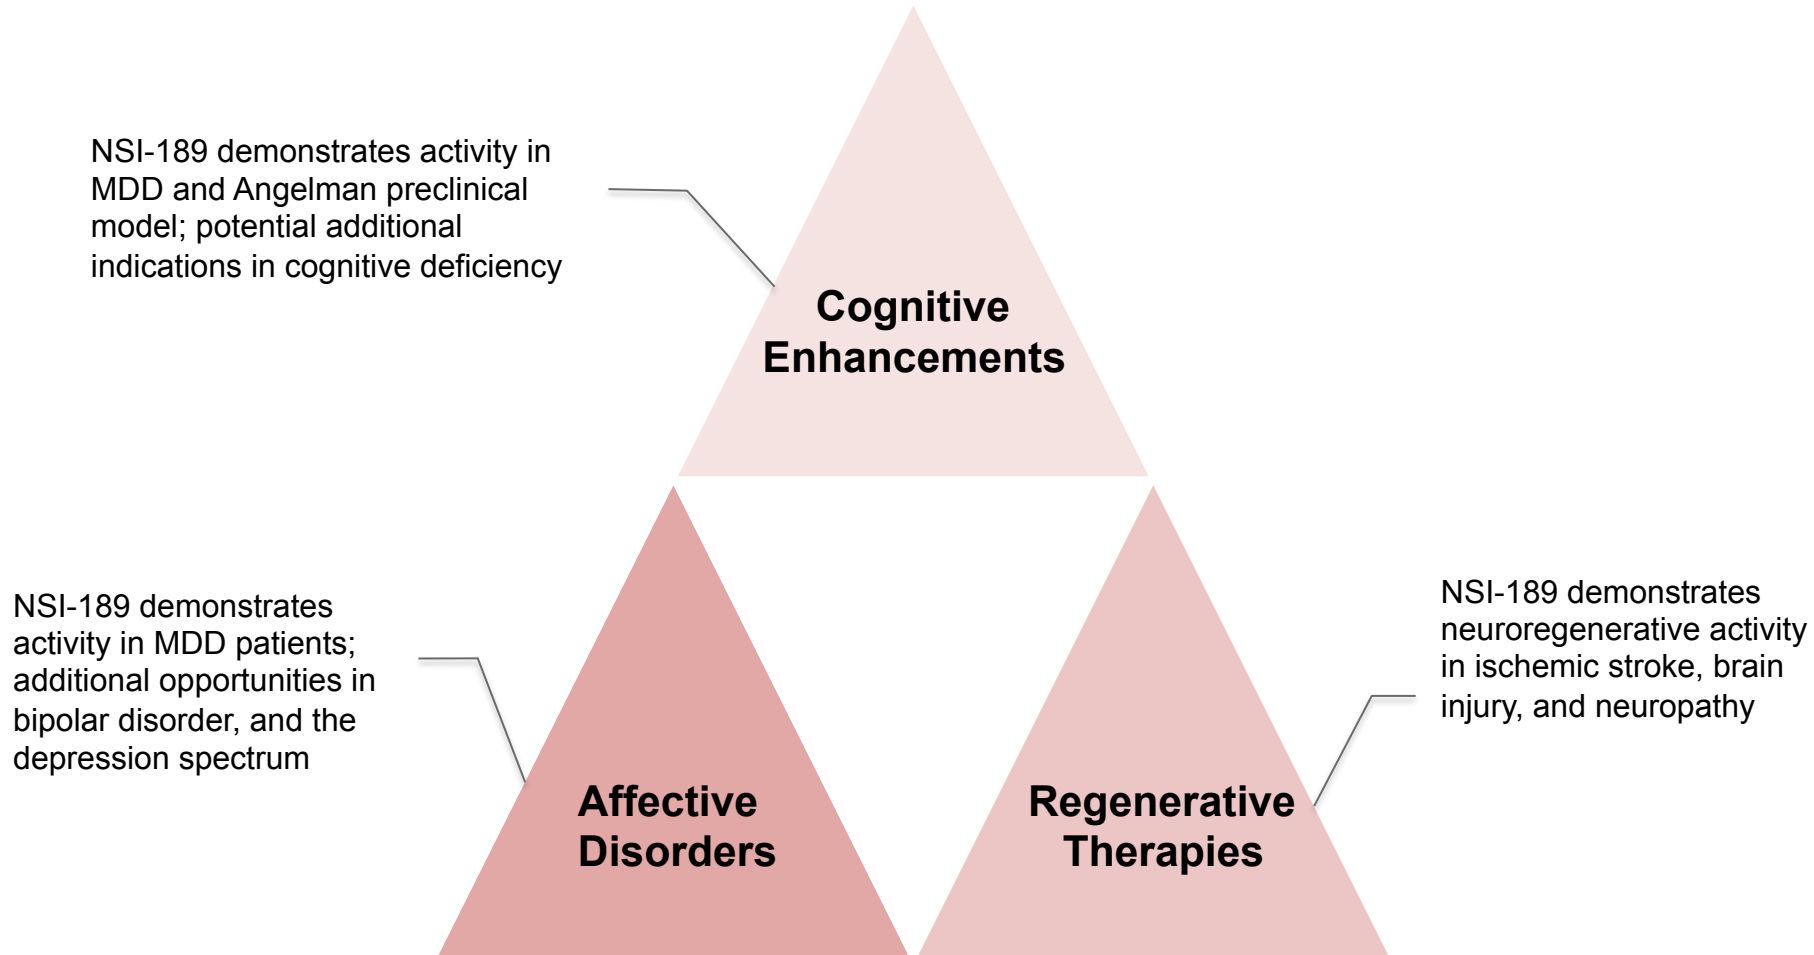 NSI-189 demonstrates activity in
MDD and Angelman preclinical
model; potential additional
indications in cognitive deficiency
Cognitive
Enhancements
NSI-189 demonstrates
activity in MDD patients;
additional opportunities in
bipolar disorder, and the
depression spectrum
Affective
Disorders
NSI-189 demonstrates
neuroregenerative activity
in ischemic stroke, brain
injury, and neuropathy
Regenerative
Therapies